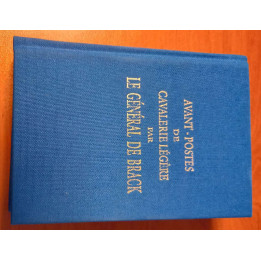 AVANT-POSTES
DE
CAVALERIE LÉGÈRE
PAR
LE GÉNÉRAL DE BRACK